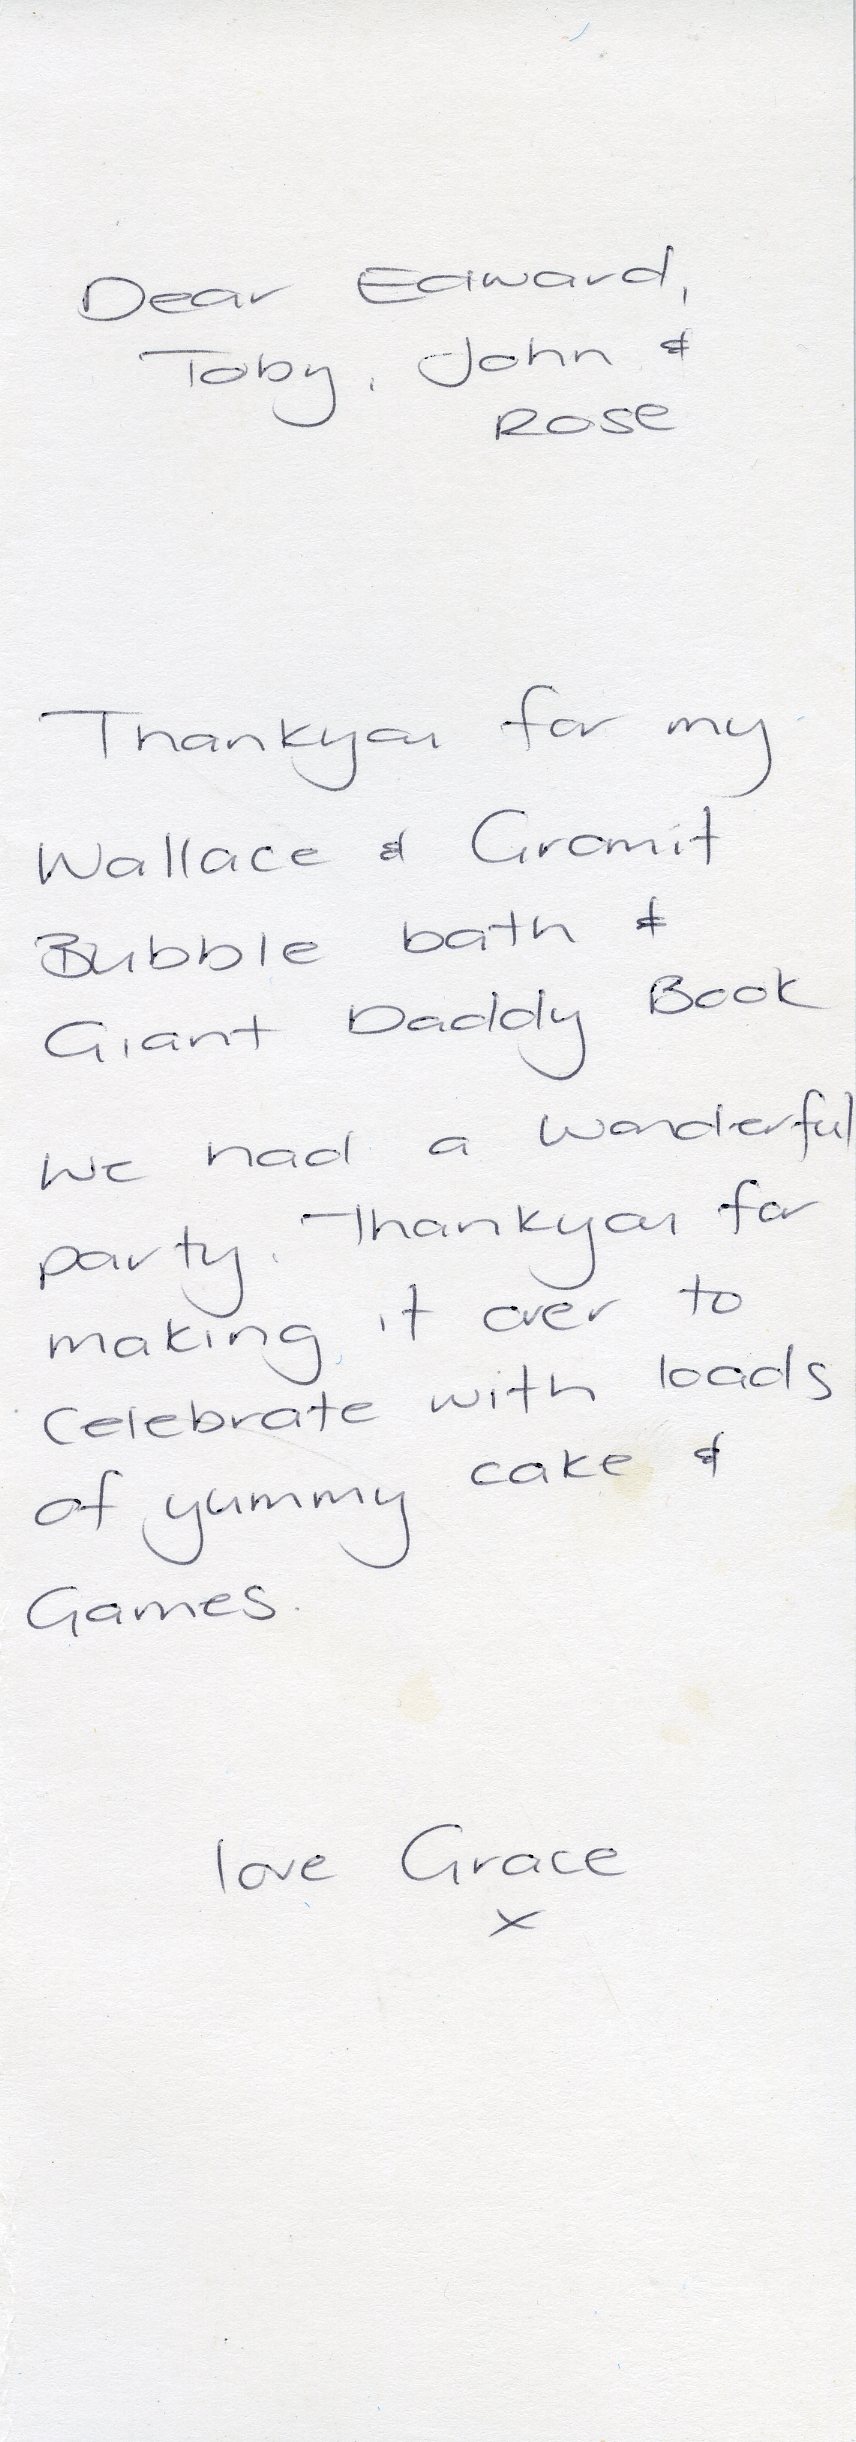 Dear Edward,
Toby, John &
Rose
Thankyou for my
Wallace & Gromit
Bubble bath &
Giant Daddy Book
We had a wonderful
party. Thankyou for
making it over to
celebrate with loads
of yummy cake &
Games.
love Grace
x